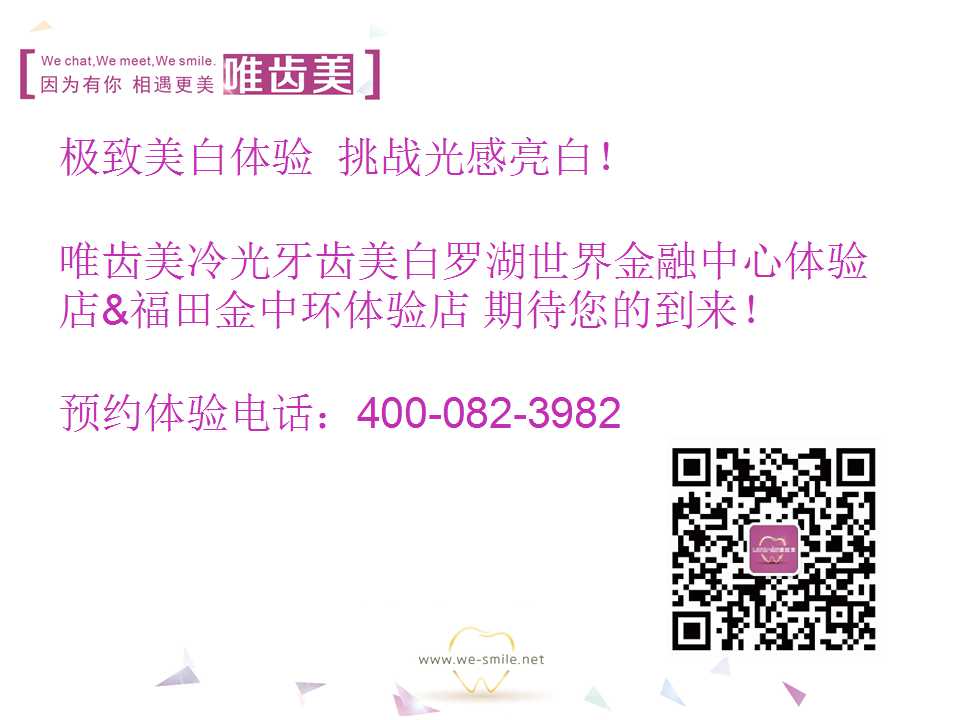 We chat,We meet,We smile.
因为有你 相遇更美
唯齿美
极致美白体验 挑战光感亮白！
唯齿美冷光牙齿美白罗湖世界金融中心体验
店&福田金中环体验店 期待您的到来！
预约体验电话：400-082-3982
www.we-smile.net